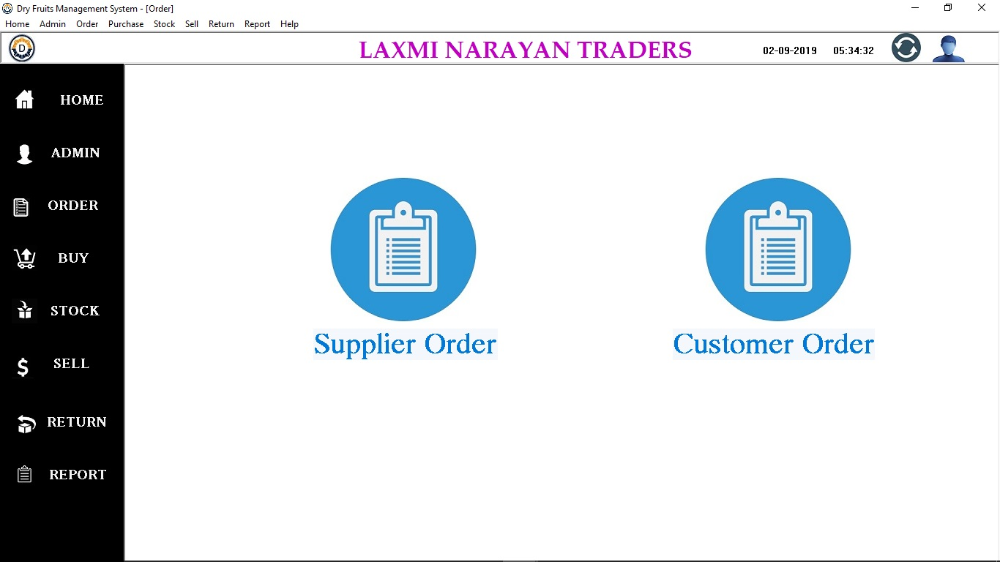 Dry Fruits Management System - [Order]
Home Admin Order Purchase Stock Sell Return Report Help
D LAXMI NARAYAN TRADERS 02-09-2019 05:34:32
HOME
ADMIN
ORDER
BUY
STOCK
SELL
RETURN
REPORT
Supplier Order
Customer Order